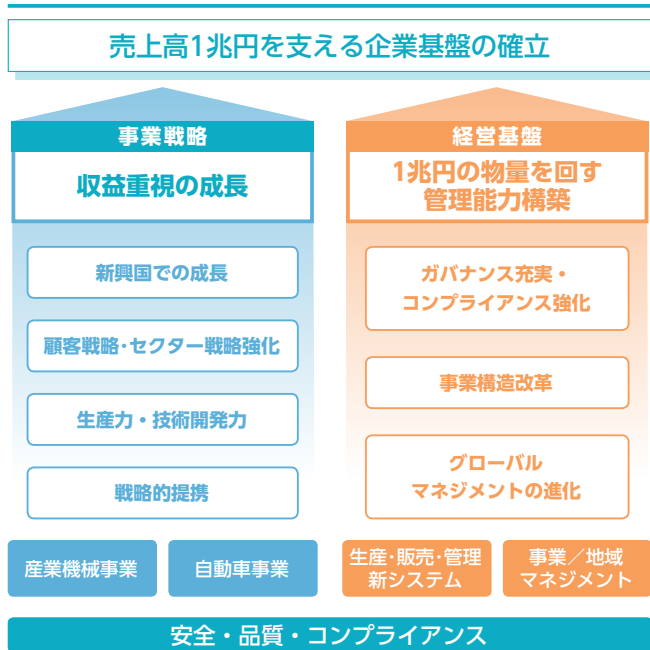 売上高1兆円を支える企業基盤の確立
事業戦略
収益重視の成長
新興国での成長
顧客戦略・セクター戦略強化
生産力・技術開発力
戦略的提携
産業機械事業
自動車事業
経営基盤
1兆円の物量を回す
管理能力構築
ガバナンス充実・
コンプライアンス強化
事業構造改革
グローバル
マネジメントの進化
生産・販売・管理
新システム
事業／地域
マネジメント
安全・品質・コンプライアンス